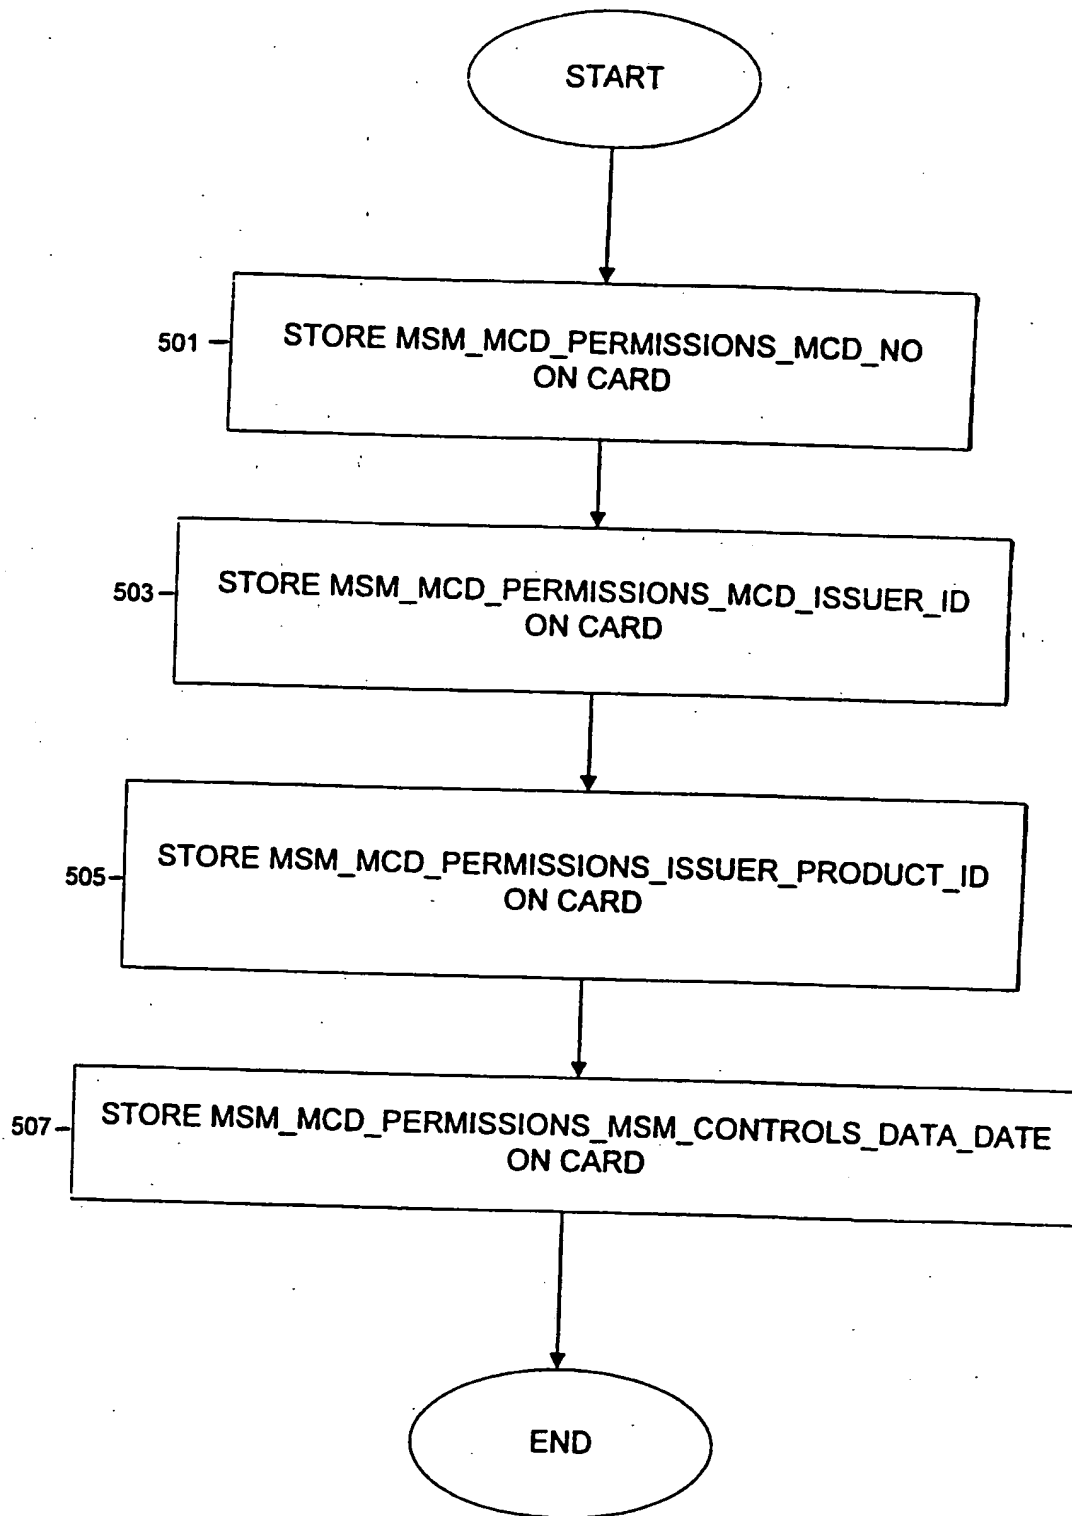 START
501
STORE MSM_MCD_PERMISSIONS_MCD_NO
ON CARD
503
STORE MSM_MCD_PERMISSIONS_MCD_ISSUER_ID
ON CARD
505
STORE MSM_MCD_PERMISSIONS_ISSUER_PRODUCT_ID
ON CARD
507
STORE MSM_MCD_PERMISSIONS_MSM_CONTROLS_DATA_DATE
ON CARD
END